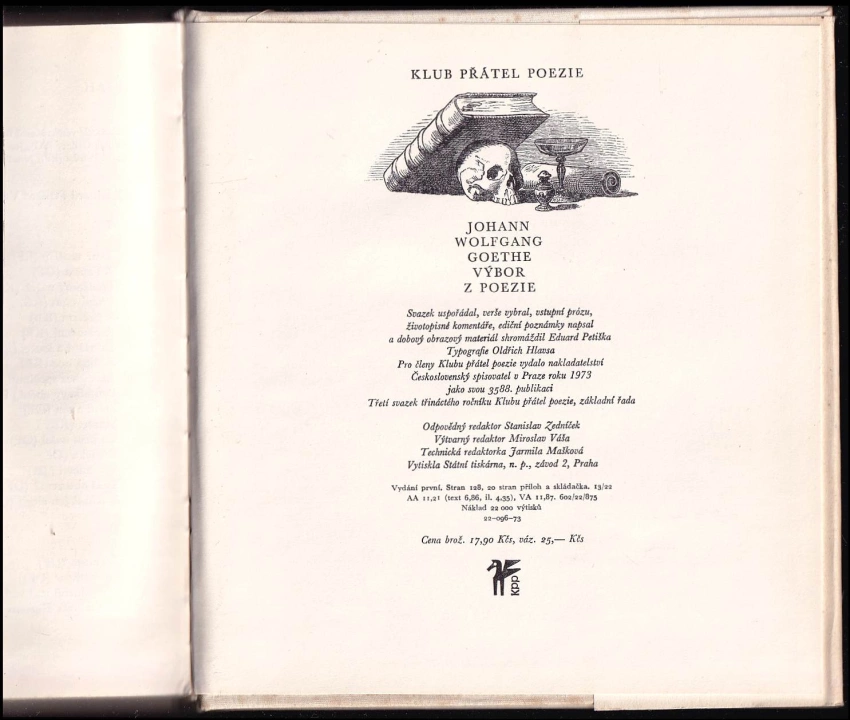 KLUB PŘÁTEL POEZIE
JOHANN
WOLFGANG
GOETHE
VÝBOR
Z POEZIE
Svazek uspořádal, verše vybral, vstupní prózu,
životopisné komentáře, ediční poznámky napsal
a dobový obrazový materiál shromáždil Eduard Petiška
Typografie Oldřich Hlavsa
Pro členy Klubu přátel poezie vydalo nakladatelství
Československý spisovatel v Praze roku 1973
jako svou 3588. publikaci
Třetí svazek třináctého ročníku Klubu přátel poezie, základní řada
Odpovědný redaktor Stanislav Zedníček
Výtvarný redaktor Miroslav Váša
Technická redaktorka Jarmila Mašková
Vytiskla Státní tiskárna, n. p., závod 2, Praha
Vydání první. Stran 128, 20 stran příloh a skládačka. 13/22
AA 11,21 (text 6,86, il. 4,35), VA 11,87. 602/22/875
Náklad 22 000 výtisků
22-096-73
Cena brož. 17,90 Kčs, váz. 25,— Kčs
kpp